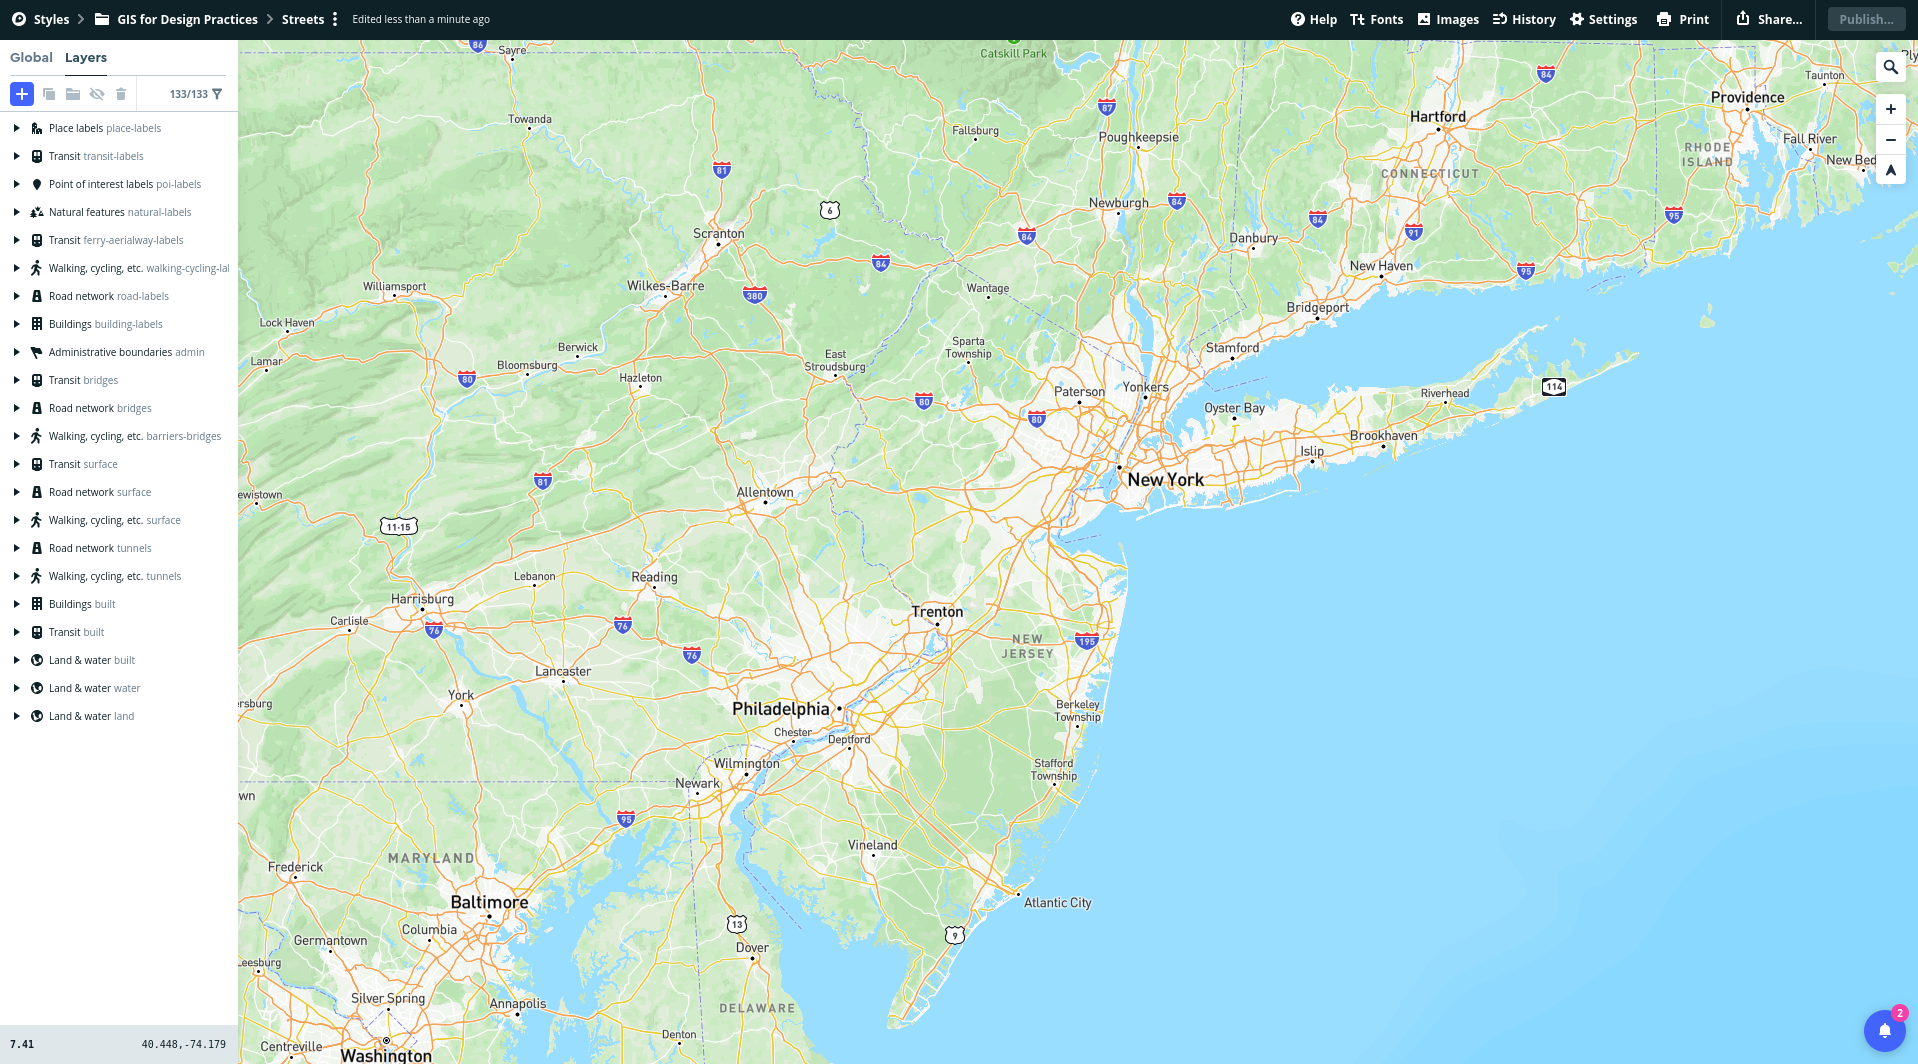 Styles
GIS for Design Practices
Streets
Edited less than a minute ago
Help
Fonts
Images
History
Settings
Print
Share...
Publish...
Global
Layers
133/133
Place labels place-labels
Transit transit-labels
Point of interest labels poi-labels
Natural features natural-labels
Transit ferry-aerialway-labels
Walking, cycling, etc. walking-cycling-lal
Road network road-labels
Buildings building-labels
Administrative boundaries admin
Transit bridges
Road network bridges
Walking, cycling, etc. barriers-bridges
Transit surface
Road network surface
Walking, cycling, etc. surface
Road network tunnels
Walking, cycling, etc. tunnels
Buildings built
Transit built
Land & water built
Land & water water
Land & water land
7.41
40.448,-74.179
86
Sayre
Catskill Park
Ply
84
Taunton
Providence
87
Towanda
Fallsburg
Poughkeepsie
Hartford
Fall River
RHODE
ISLAND
New Bed
81
CONNECTICUT
6
Newburgh
84
84
95
Scranton
84
Danbury
91
84
New Haven
95
Williamsport
Wilkes-Barre
380
Wantage
Bridgeport
Lock Haven
Sparta
Township
Stamford
Lamar
Berwick
Bloomsburg
East
Stroudsburg
80
Hazleton
Paterson
Yonkers
114
80
80
Oyster Bay
Riverhead
Brookhaven
Islip
81
New York
Allentown
ewistown
11-15
Lebanon
Reading
Harrisburg
Trenton
Carlisle
76
76
NEW
JERSEY
195
76
Lancaster
York
ersburg
Philadelphia
Berkeley
Township
Chester
Deptford
Wilmington
Stafford
Township
Newark
wn
95
Vineland
MARYLAND
Frederick
Baltimore
Atlantic City
Columbia
13
9
Germantown
Dover
Leesburg
Silver Spring
Annapolis
DELAWARE
Denton
Centreville
Washington
2